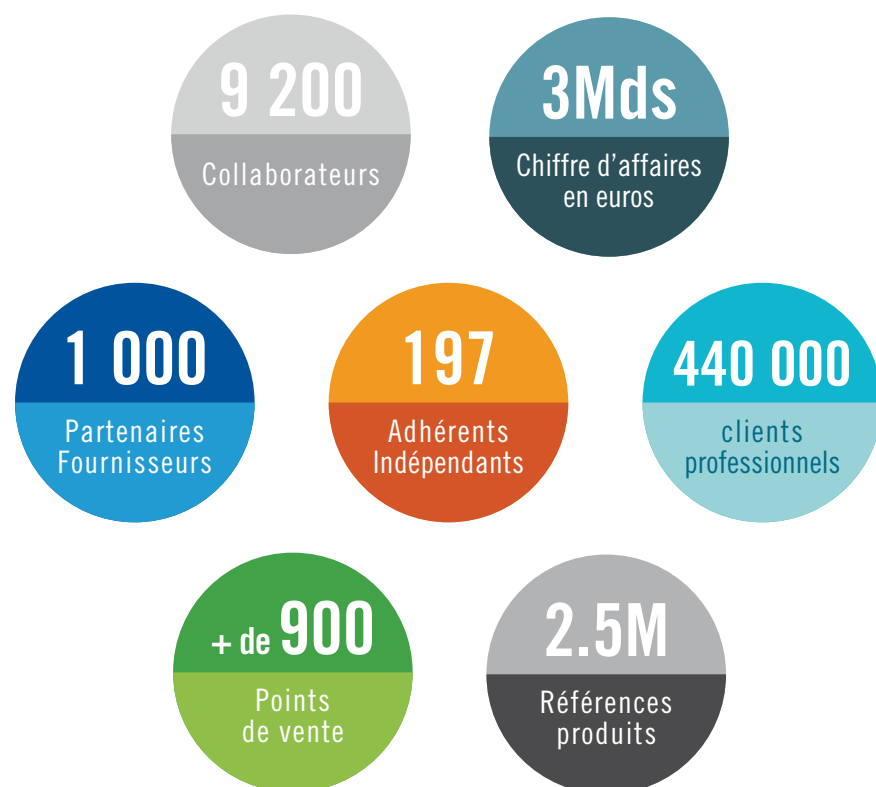 9 200
Collaborateurs
3Mds
Chiffre d’affaires
en euros
1 000
Partenaires
Fournisseurs
197
Adhérents
Indépendants
440 000
clients
professionnels
+ de 900
Points
de vente
2.5M
Références
produits